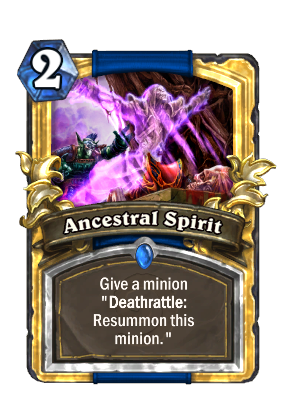 2
Ancestral Spirit
Give a minion
"Deathrattle:
Resummon this
minion."